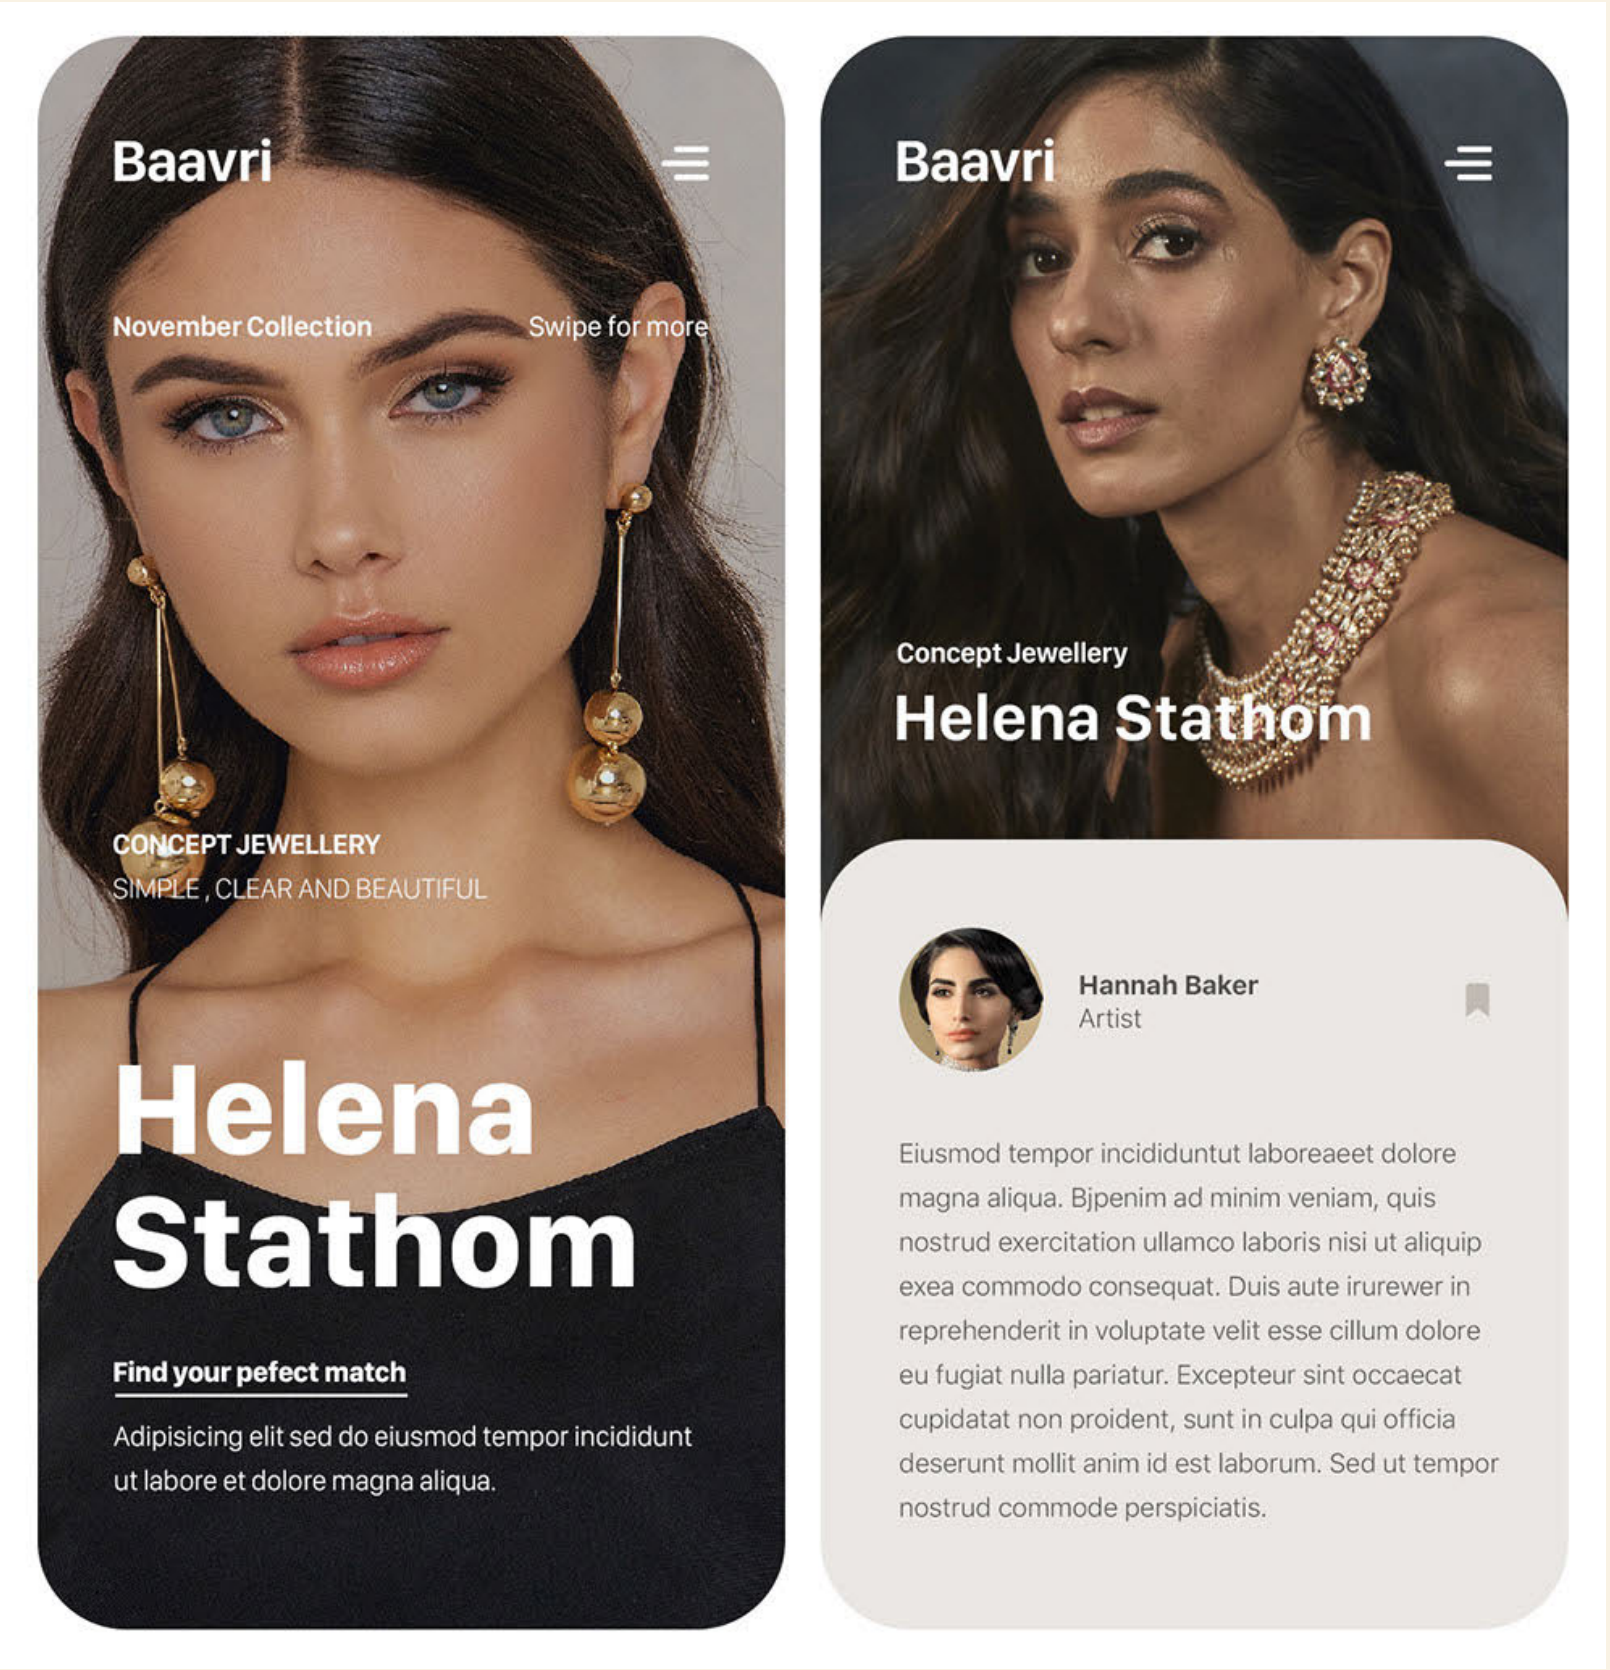 Baavri
November Collection
Swipe for more
CONCEPT JEWELLERY
SIMPLE , CLEAR AND BEAUTIFUL
Helena
Stathom
Find your pefect match
Adipisicing elit sed do eiusmod tempor incididunt
ut labore et dolore magna aliqua.
Baavri
Concept Jewellery
Helena Stathom
Hannah Baker
Artist
Eiusmod tempor incididuntut laboreaeet dolore
magna aliqua. Bjpenim ad minim veniam, quis
nostrud exercitation ullamco laboris nisi ut aliquip
exea commodo consequat. Duis aute irurewer in
reprehenderit in voluptate velit esse cillum dolore
eu fugiat nulla pariatur. Excepteur sint occaecat
cupidatat non proident, sunt in culpa qui officia
deserunt mollit anim id est laborum. Sed ut tempor
nostrud commode perspiciatis.